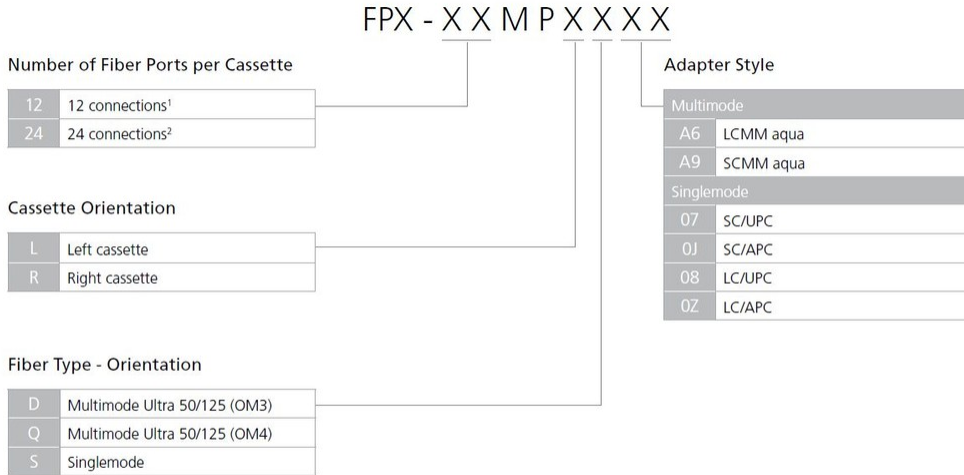 FPX - X X M P X X X X
Number of Fiber Ports per Cassette
12 12 connections¹
24 24 connections²
Cassette Orientation
L Left cassette
R Right cassette
Fiber Type - Orientation
D Multimode Ultra 50/125 (OM3)
Q Multimode Ultra 50/125 (OM4)
S Singlemode
Adapter Style
Multimode
A6 LCMM aqua
A9 SCMM aqua
Singlemode
07 SC/UPC
0J SC/APC
08 LC/UPC
0Z LC/APC